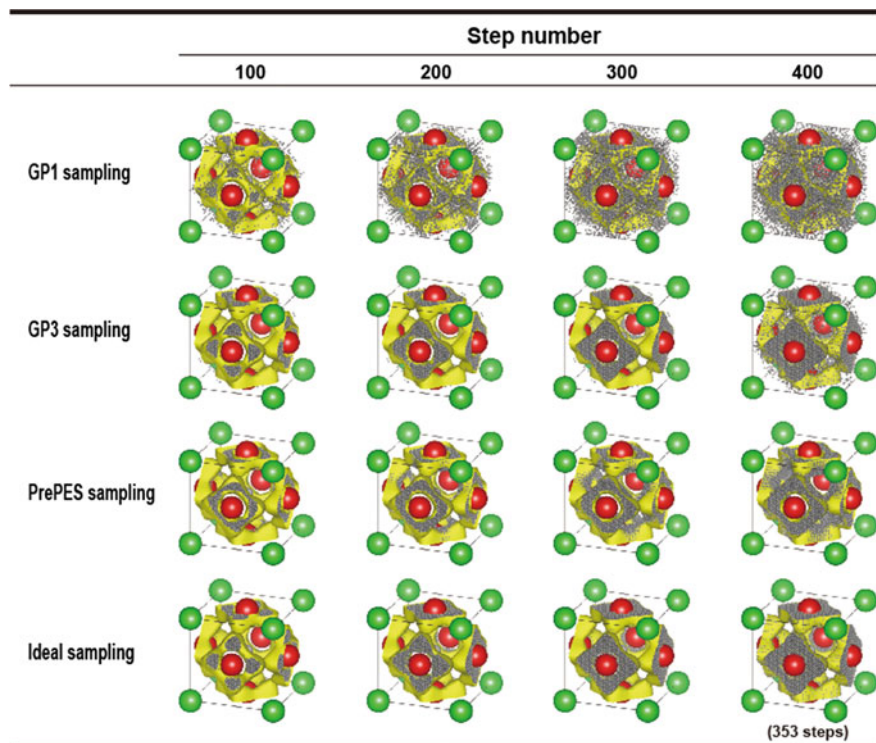 Step number
100 200 300 400
GP1 sampling
GP3 sampling
PrePES sampling
Ideal sampling
(353 steps)